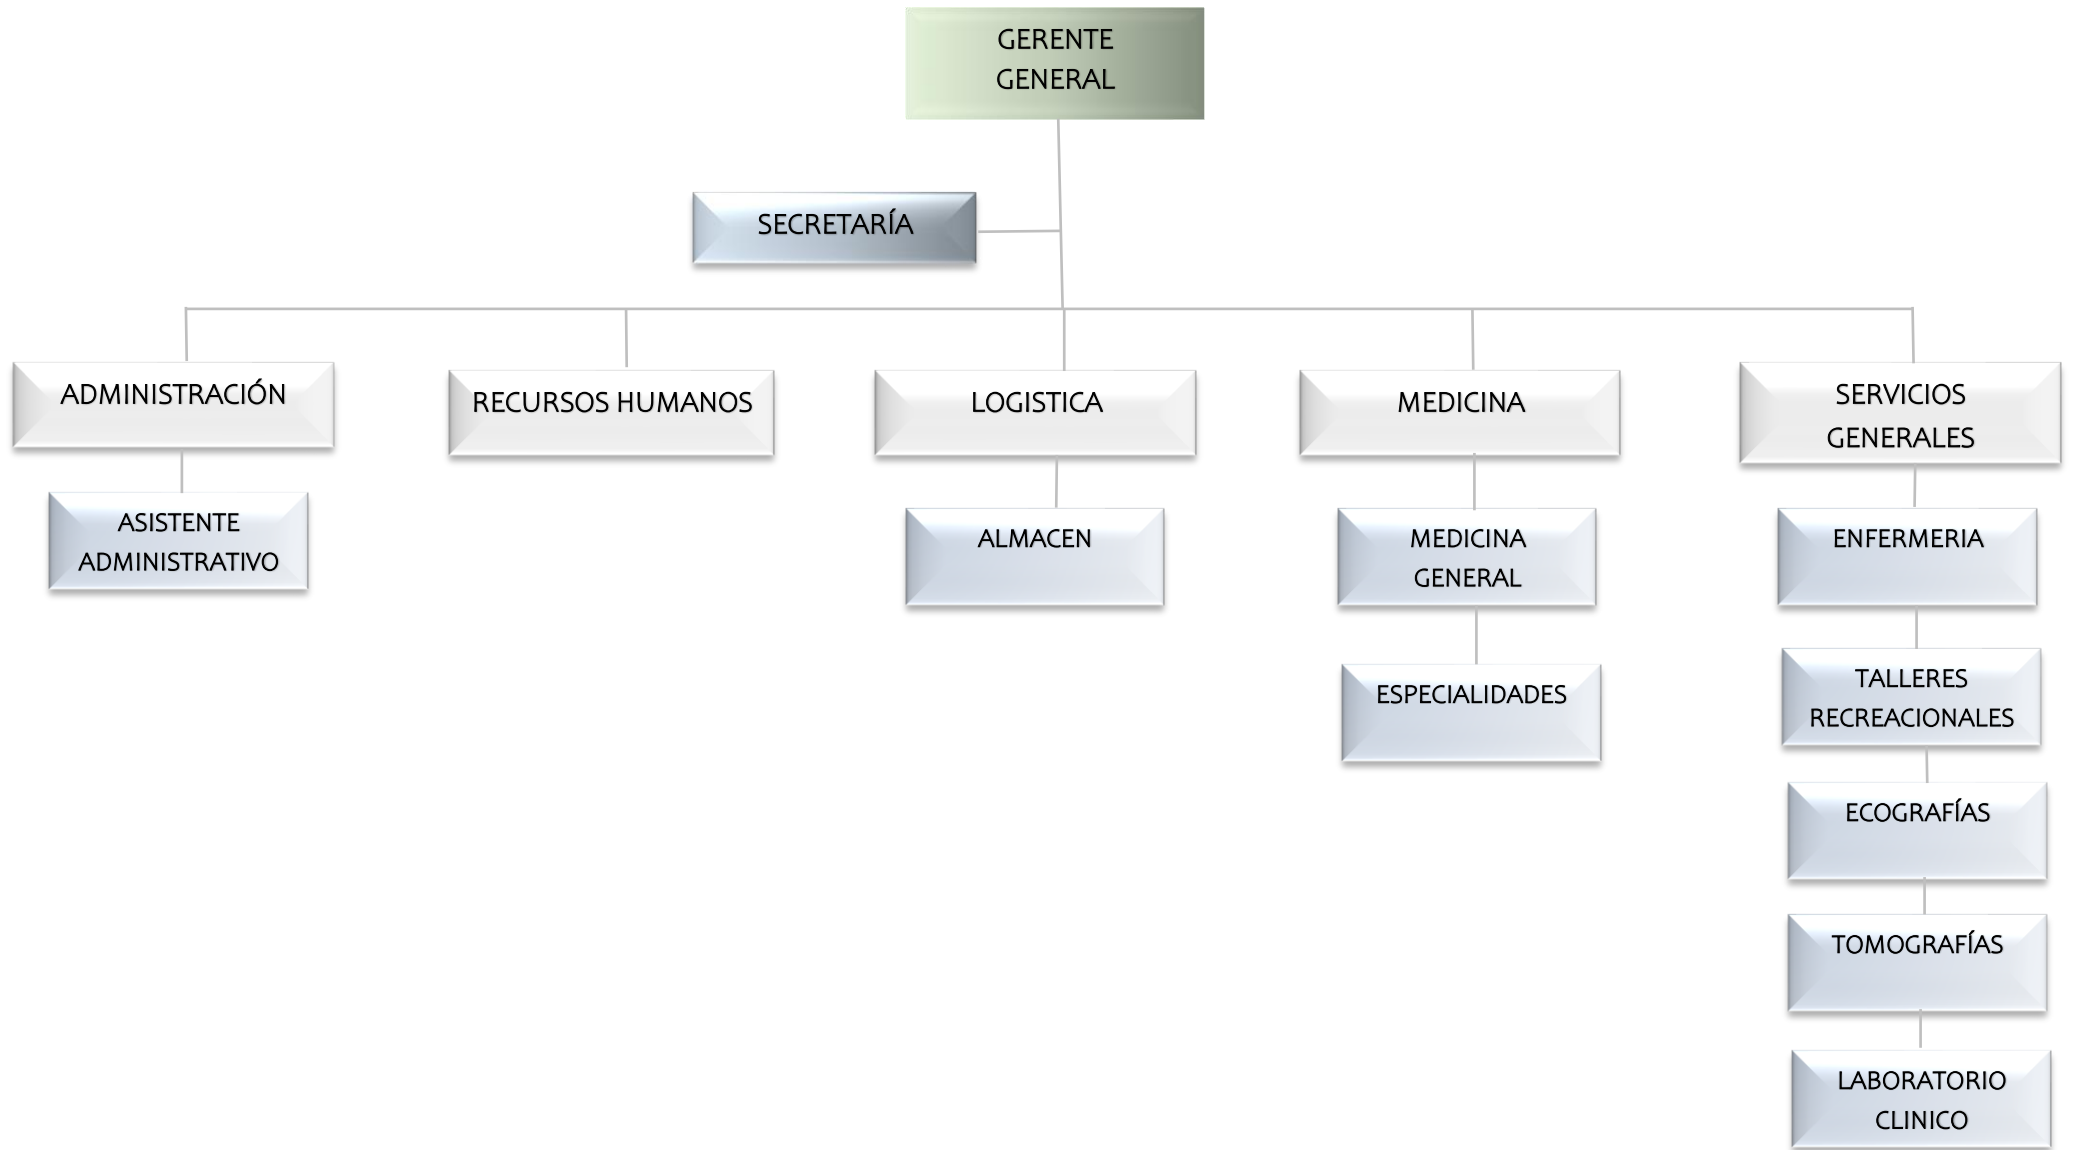 GERENTE
GENERAL
SECRETARÍA
ADMINISTRACIÓN
RECURSOS HUMANOS
LOGISTICA
MEDICINA
SERVICIOS
GENERALES
ASISTENTE
ADMINISTRATIVO
ALMACEN
MEDICINA
GENERAL
ENFERMERIA
ESPECIALIDADES
TALLERES
RECREACIONALES
ECOGRAFÍAS
TOMOGRAFÍAS
LABORATORIO
CLINICO